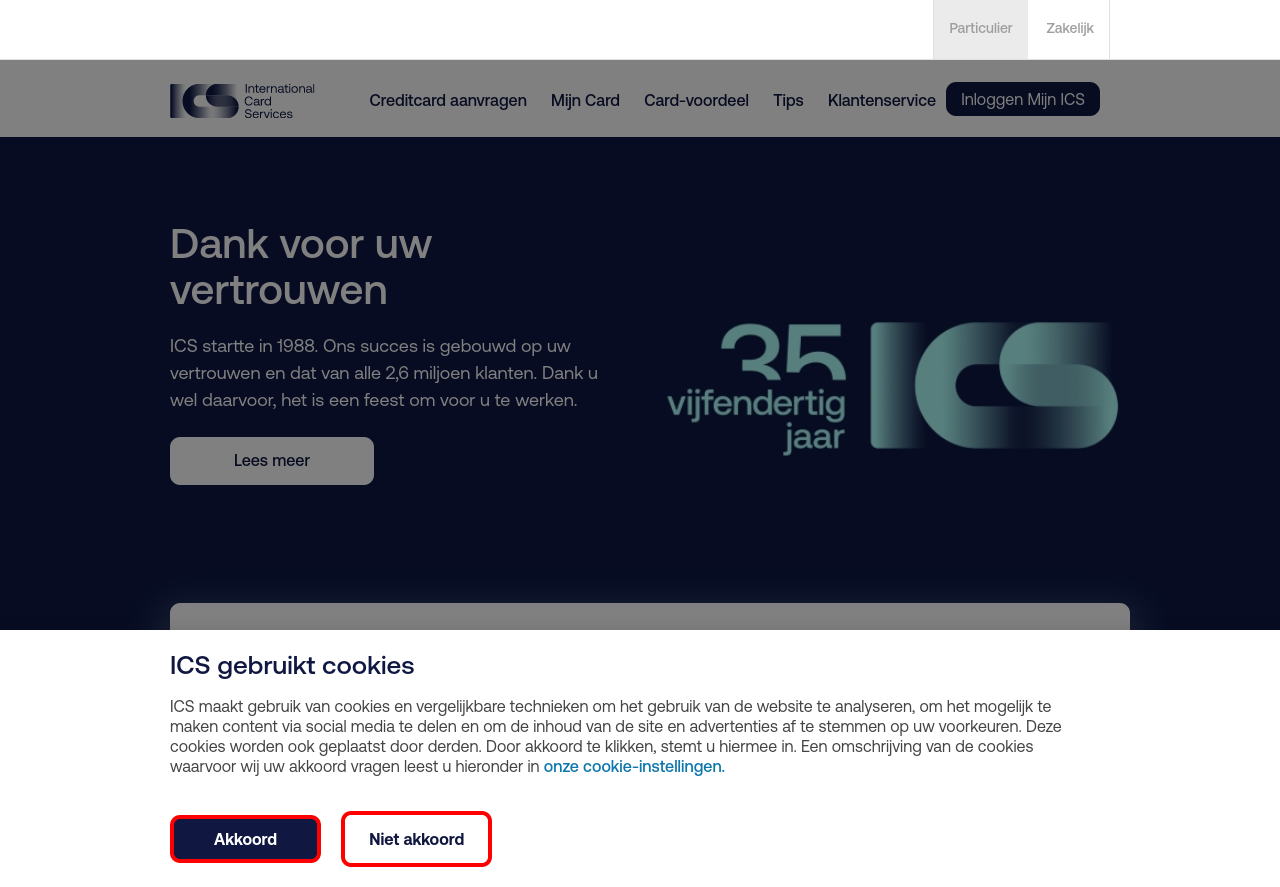 Particulier Zakelijk
ICS International Card Services
Creditcard aanvragen Mijn Card Card-voordeel Tips Klantenservice Inloggen Mijn ICS
Dank voor uw
vertrouwen
ICS startte in 1988. Ons succes is gebouwd op uw
vertrouwen en dat van alle 2,6 miljoen klanten. Dank u
wel daarvoor, het is een feest om voor u te werken.
Lees meer
35
vijfendertig
jaar
ICS
ICS gebruikt cookies
ICS maakt gebruik van cookies en vergelijkbare technieken om het gebruik van de website te analyseren, om het mogelijk te
maken content via social media te delen en om de inhoud van de site en advertenties af te stemmen op uw voorkeuren. Deze
cookies worden ook geplaatst door derden. Door akkoord te klikken, stemt u hiermee in. Een omschrijving van de cookies
waarvoor wij uw akkoord vragen leest u hieronder in onze cookie-instellingen.
Akkoord Niet akkoord